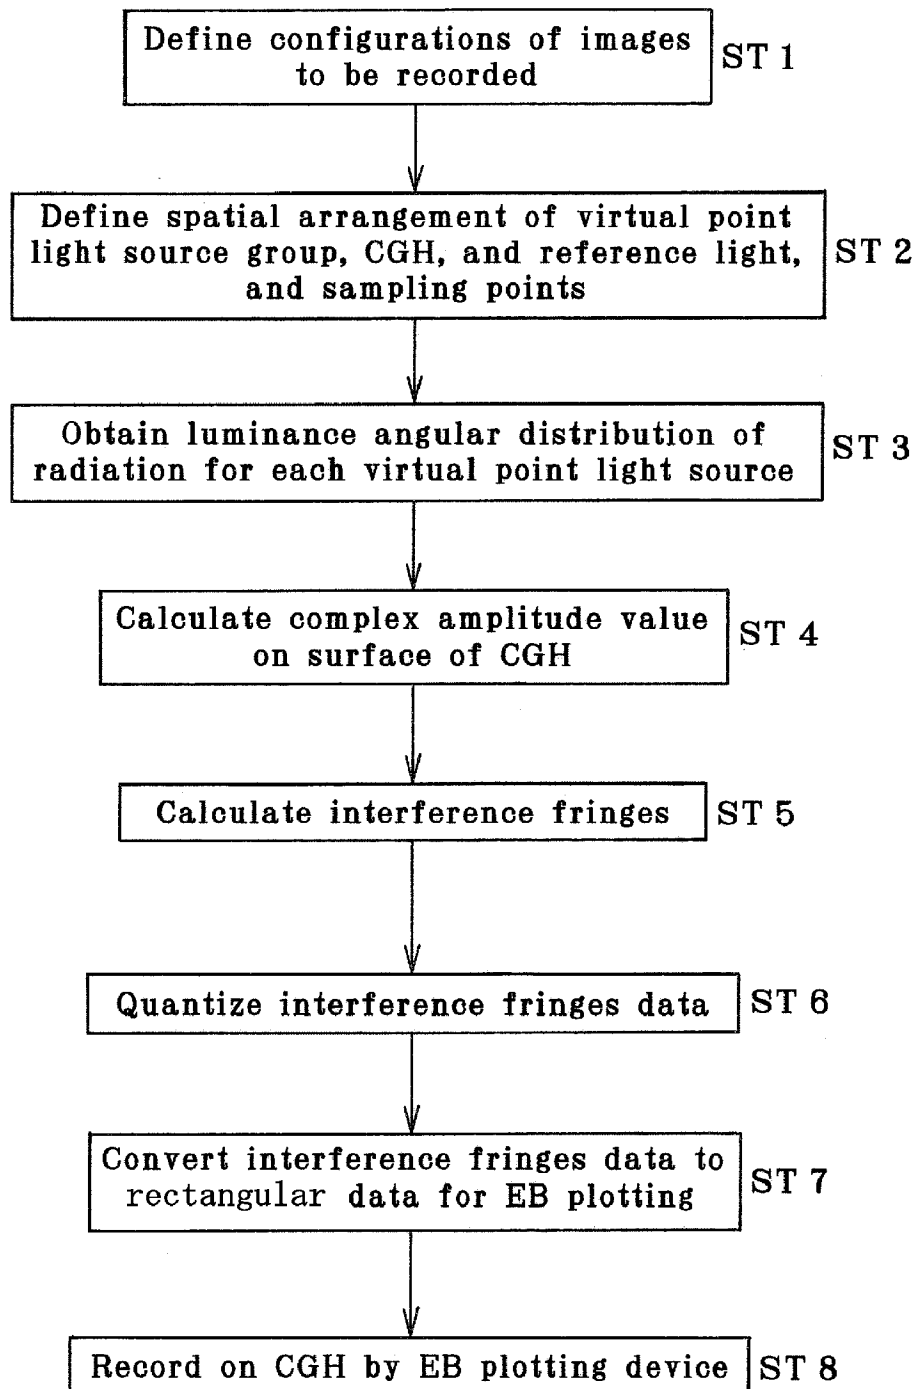 Define configurations of images
to be recorded
ST 1
Define spatial arrangement of virtual point
light source group, CGH, and reference light,
and sampling points
ST 2
Obtain luminance angular distribution of
radiation for each virtual point light source
ST 3
Calculate complex amplitude value
on surface of CGH
ST 4
Calculate interference fringes
ST 5
Quantize interference fringes data
ST 6
Convert interference fringes data to
rectangular data for EB plotting
ST 7
Record on CGH by EB plotting device
ST 8